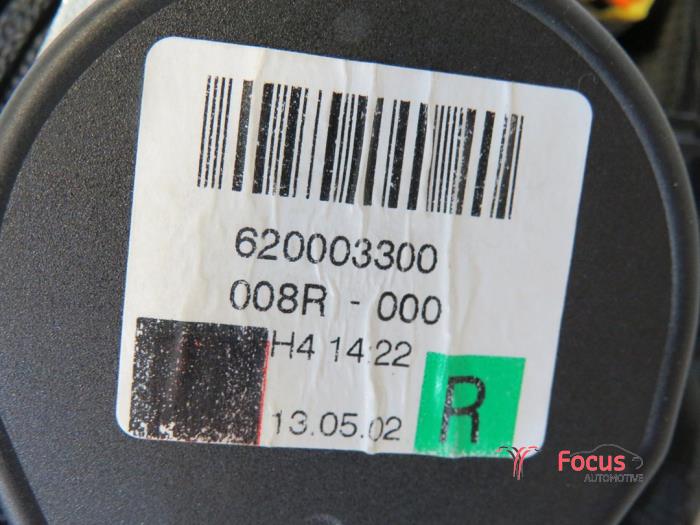 620003300
008R - 000
H4 14:22
13.05.02
R
Focus
AUTOMOTIVE